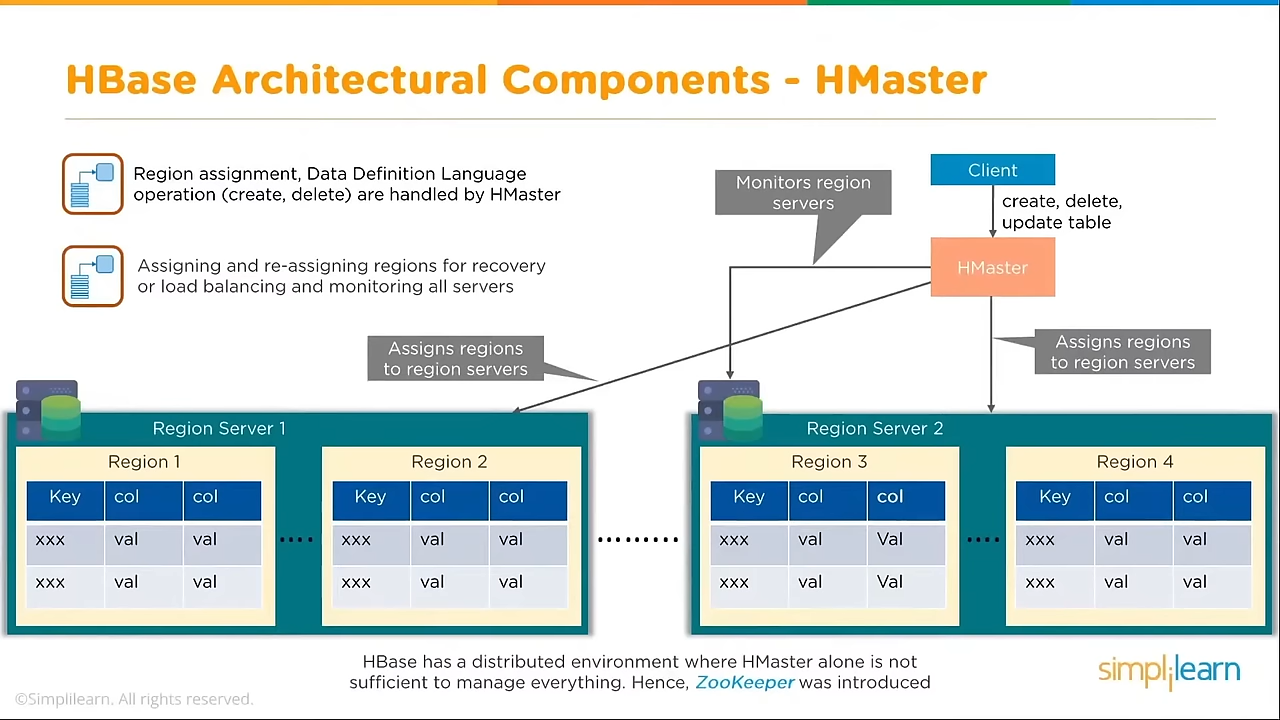 HBase Architectural Components - HMaster
Region assignment, Data Definition Language
operation (create, delete) are handled by HMaster
Assigning and re-assigning regions for recovery
or load balancing and monitoring all servers
Monitors region
servers
Client
create, delete,
update table
HMaster
Assigns regions
to region servers
Assigns regions
to region servers
Region Server 1
Region 1
Key col col
xxx val val
xxx val val
Region 2
Key col col
xxx val val
xxx val val
Region Server 2
Region 3
Key col col
xxx val Val
xxx val Val
Region 4
Key col col
xxx val val
xxx val val
HBase has a distributed environment where HMaster alone is not
sufficient to manage everything. Hence, ZooKeeper was introduced
simplilearn
©Simplilearn. All rights reserved.